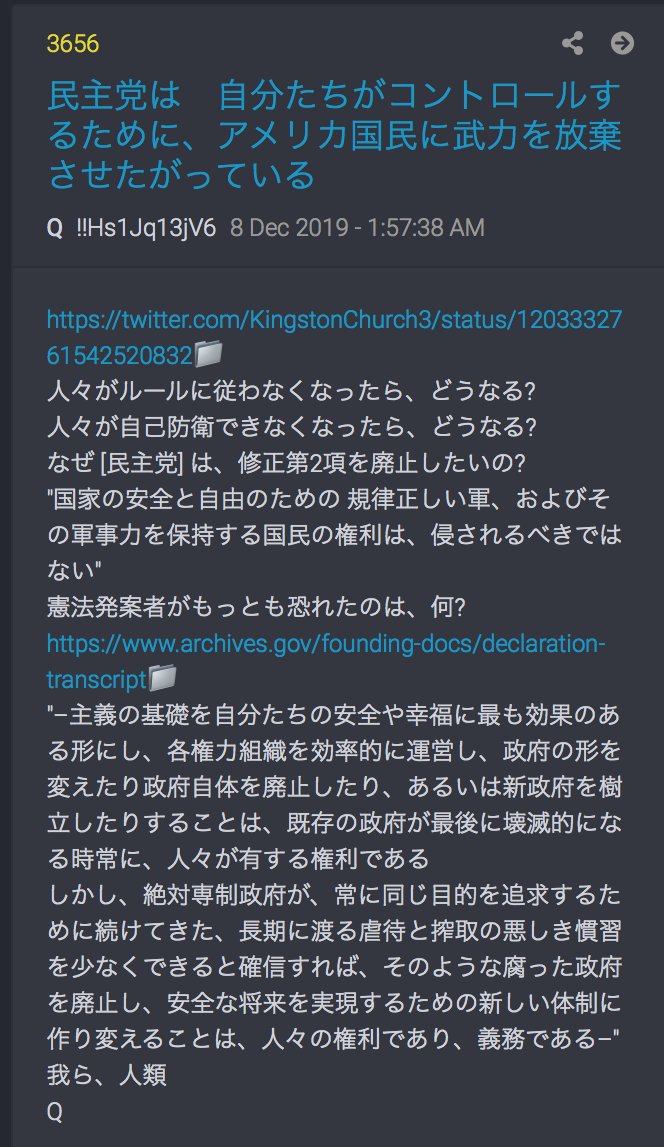 3656
民主党は　自分たちがコントロールす
るために、アメリカ国民に武力を放棄
させたがっている
Q !!Hs1Jq13jV6 8 Dec 2019 - 1:57:38 AM
https://twitter.com/KingstonChurch3/status/12033327
61542520832
人々がルールに従わなくなったら、どうなる?
人々が自己防衛できなくなったら、どうなる?
なぜ [民主党] は、修正第2項を廃止したいの?
"国家の安全と自由のための 規律正しい軍、およびそ
の軍事力を保持する国民の権利は、侵されるべきでは
ない"
憲法発案者がもっとも恐れたのは、何?
https://www.archives.gov/founding-docs/declaration-
transcript
"−主義の基礎を自分たちの安全や幸福に最も効果のあ
る形にし、各権力組織を効率的に運営し、政府の形を
変えたり政府自体を廃止したり、あるいは新政府を樹
立したりすることは、既存の政府が最後に壊滅的にな
る時常に、人々が有する権利である
しかし、絶対専制政府が、常に同じ目的を追求するた
めに続けてきた、長期に渡る虐待と搾取の悪しき慣習
を少なくできると確信すれば、そのような腐った政府
を廃止し、安全な将来を実現するための新しい体制に
作り変えることは、人々の権利であり、義務である−"
我ら、人類
Q